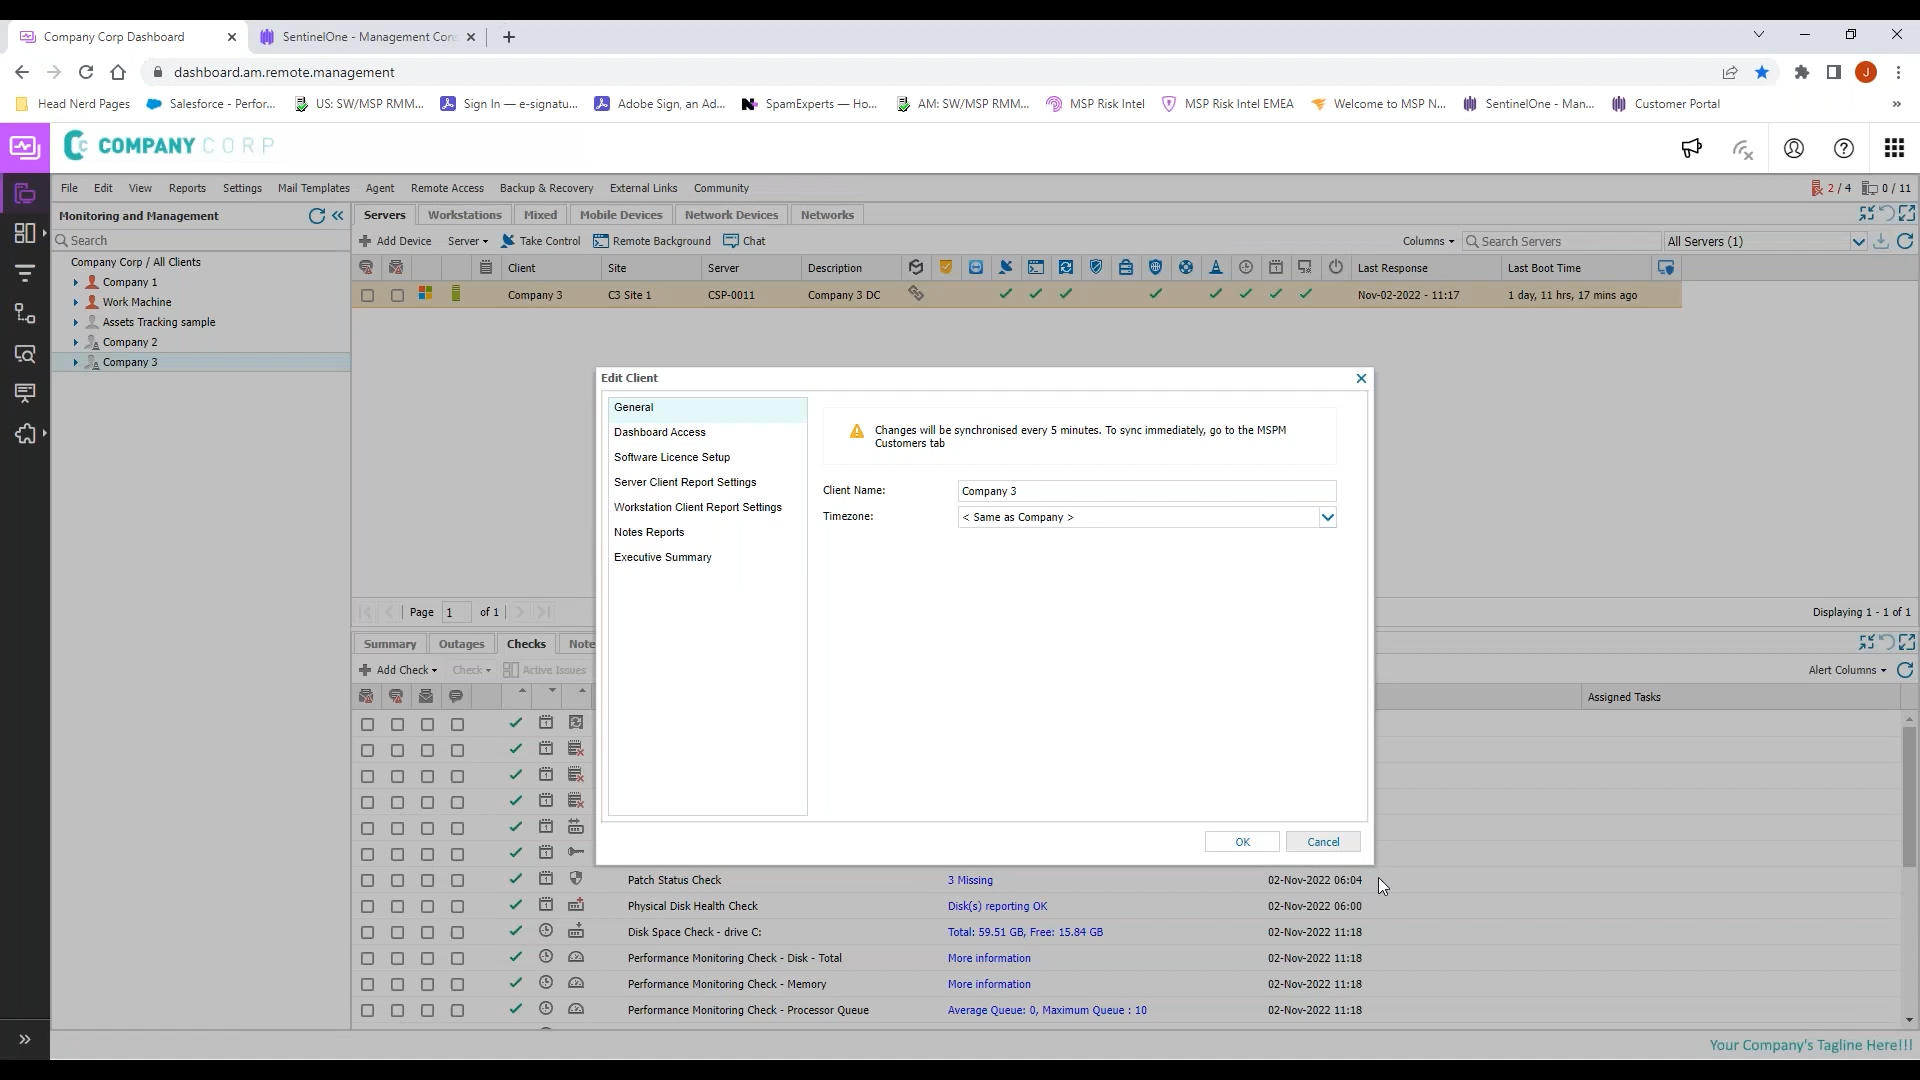 Company Corp Dashboard
SentinelOne - Management Con
dashboard.am.remote.management
J
Head Nerd Pages
Salesforce - Perfor...
US: SW/MSP RMM...
Sign In — e-signatu...
Adobe Sign, an Ad...
SpamExperts — Ho...
AM: SW/MSP RMM...
MSP Risk Intel
MSP Risk Intel EMEA
Welcome to MSP N...
SentinelOne - Man...
Customer Portal
COMPANY CORP
File Edit View Reports Settings Mail Templates Agent Remote Access Backup & Recovery External Links Community
2 / 4 0 / 11
Monitoring and Management
Search
Company Corp / All Clients
Company 1
Work Machine
Assets Tracking sample
Company 2
Company 3
Servers Workstations Mixed Mobile Devices Network Devices Networks
Add Device Server Take Control Remote Background Chat
Columns Search Servers All Servers (1)
Client Site Server Description Last Response Last Boot Time
Company 3 C3 Site 1 CSP-0011 Company 3 DC Nov-02-2022 - 11:17 1 day, 11 hrs, 17 mins ago
Edit Client
General
Dashboard Access
Software Licence Setup
Server Client Report Settings
Workstation Client Report Settings
Notes Reports
Executive Summary
Changes will be synchronised every 5 minutes. To sync immediately, go to the MSPM
Customers tab
Client Name: Company 3
Timezone: < Same as Company >
OK Cancel
Page 1 of 1
Displaying 1 - 1 of 1
Summary Outages Checks Note
Add Check Check Active Issues
Alert Columns
Assigned Tasks
Patch Status Check 3 Missing 02-Nov-2022 06:04
Physical Disk Health Check Disk(s) reporting OK 02-Nov-2022 06:00
Disk Space Check - drive C: Total: 59.51 GB, Free: 15.84 GB 02-Nov-2022 11:18
Performance Monitoring Check - Disk - Total More information 02-Nov-2022 11:18
Performance Monitoring Check - Memory More information 02-Nov-2022 11:18
Performance Monitoring Check - Processor Queue Average Queue: 0, Maximum Queue : 10 02-Nov-2022 11:18
Your Company's Tagline Here!!!